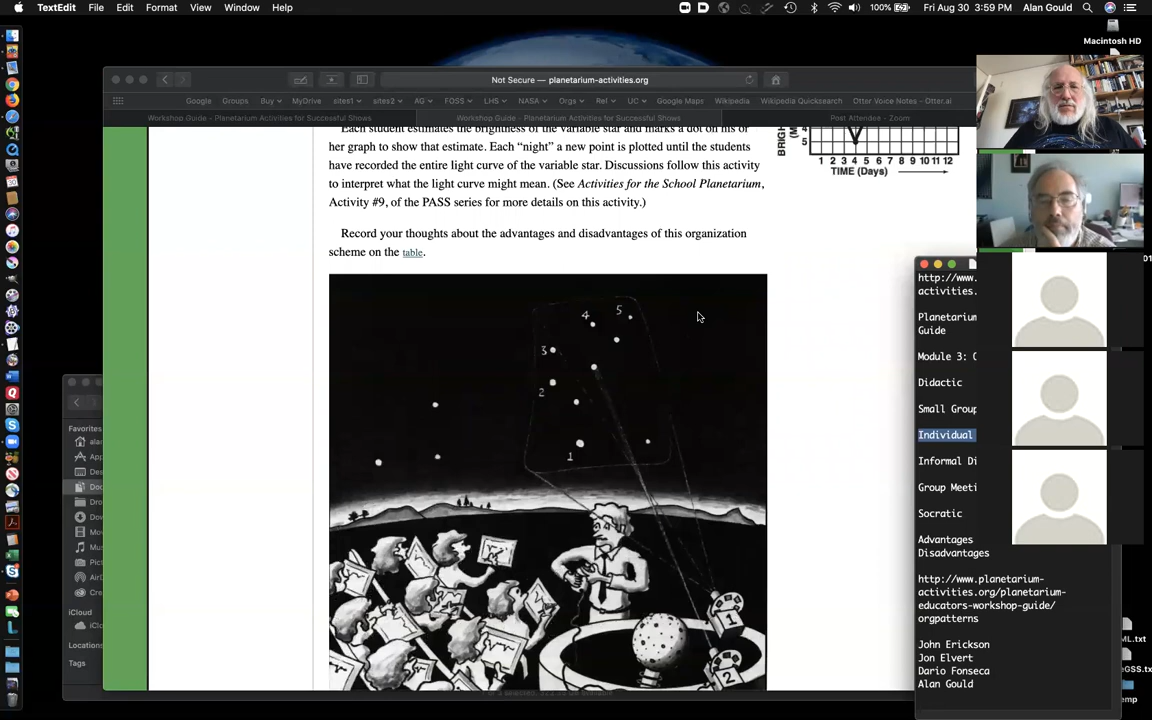 TextEdit File Edit Format View Window Help
100% Fri Aug 30 3:59 PM Alan Gould
Macintosh HD
Not Secure — planetarium-activities.org
Google Groups Buy MyDrive sites1 sites2 AG FOSS LHS NASA Orgs Rel UC Google Maps Wikipedia Wikipedia Quicksearch Otter Voice Notes - Otter.ai
Workshop Guide - Planetarium Activities for Successful Shows
Workshop Guide - Planetarium Activities for Successful Shows
Post Attendee - Zoom
Each student estimates the brightness of the variable star and marks a dot on his or
her graph to show that estimate. Each “night” a new point is plotted until the students
have recorded the entire light curve of the variable star. Discussions follow this activity
to interpret what the light curve might mean. (See Activities for the School Planetarium,
Activity #9, of the PASS series for more details on this activity.)
Record your thoughts about the advantages and disadvantages of this organization
scheme on the table.
4
5
1 2 3 4 5 6 7 8 9 10 11 12
TIME (Days)
4 5
3
2
1
1
2
Favorites
iCloud
Locations
Tags
http://www.
activities.
Planetarium
Guide
Module 3:
Didactic
Small Group
Individual
Informal Di
Group Meeti
Socratic
Advantages
Disadvantages
http://www.planetarium-
activities.org/planetarium-
educators-workshop-guide/
orgpatterns
John Erickson
Jon Elvert
Dario Fonseca
Alan Gould